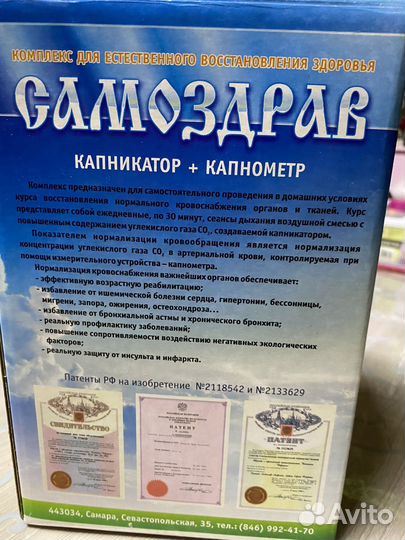 КОМПЛЕКС ДЛЯ ЕСТЕСТВЕННОГО ВОССТАНОВЛЕНИЯ ЗДОРОВЬЯ
САМОЗДРАВ
КАПНИКАТОР + КАПНОМЕТР
Комплекс предназначен для самостоятельного проведения в домашних условиях
курса восстановления нормального кровоснабжения органов и тканей. Курс
представляет собой ежедневные, по 30 минут, сеансы дыхания воздушной смесью с
повышенным содержанием углекислого газа CO₂, создаваемой капникатором.
Показателем нормализации кровообращения является нормализация
концентрации углекислого газа CO₂ в артериальной крови, контролируемая при
помощи измерительного устройства – капнометра.
Нормализация кровоснабжения важнейших органов обеспечивает:
- эффективную возрастную реабилитацию;
- избавление от ишемической болезни сердца, гипертонии, бессонницы,
мигрени, запора, ожирения, остеохондроза...
- избавление от бронхиальной астмы и хронического бронхита;
- реальную профилактику заболеваний;
- повышение сопротивляемости воздействию негативных экологических
факторов;
- реальную защиту от инсульта и инфаркта.
Патенты РФ на изобретение №2118542 и №2133629
СВИДЕТЕЛЬСТВО
ПАТЕНТ
ПАТЕНТ
443034, Самара, Севастопольская, 35, тел.: (846) 992-41-70
Avito